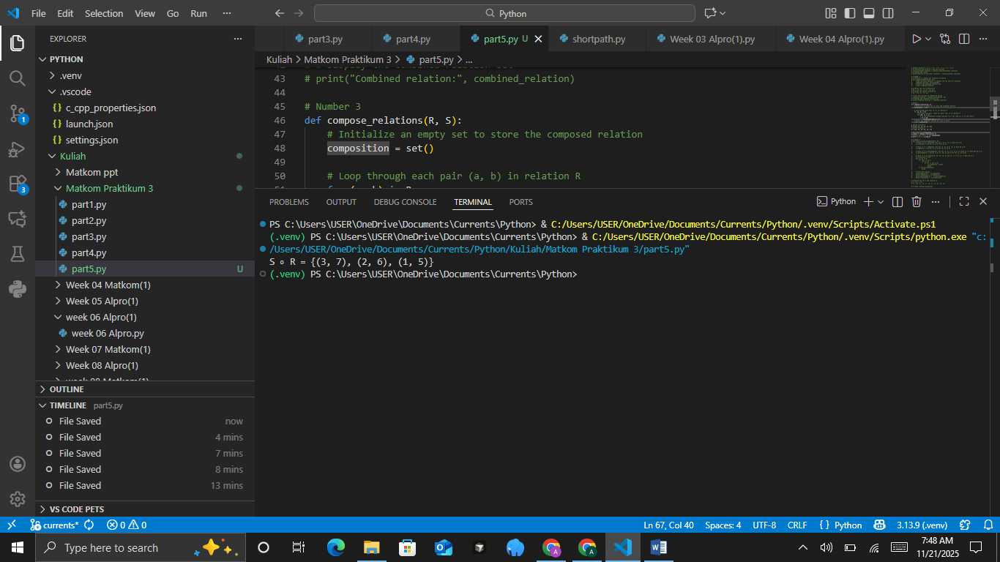 File Edit Selection View Go Run ···
Python
EXPLORER ···
PYTHON
.venv
.vscode
{} c_cpp_properties.json
{} launch.json
{} settings.json
Kuliah
Matkom ppt
Matkom Praktikum 3
part1.py
part2.py
part3.py
part4.py
part5.py U
Week 04 Matkom(1)
Week 05 Alpro(1)
week 06 Alpro(1)
week 06 Alpro.py
Week 07 Matkom(1)
Week 08 Alpro(1)
OUTLINE
TIMELINE part5.py
File Saved now
File Saved 4 mins
File Saved 7 mins
File Saved 8 mins
File Saved 13 mins
VS CODE PETS
1
3
part3.py part4.py part5.py U shortpath.py Week 03 Alpro(1).py Week 04 Alpro(1).py
Kuliah > Matkom Praktikum 3 > part5.py > ...
43 # print("Combined relation:", combined_relation)
44
45 # Number 3
46 def compose_relations(R, S):
47 # Initialize an empty set to store the composed relation
48 composition = set()
49
50 # Loop through each pair (a, b) in relation R
PROBLEMS OUTPUT DEBUG CONSOLE TERMINAL PORTS Python
PS C:\Users\USER\OneDrive\Documents\Currents\Python> & C:/Users/USER/OneDrive/Documents/Currents/Python/.venv/Scripts/Activate.ps1
(.venv) PS C:\Users\USER\OneDrive\Documents\Currents\Python> & C:/Users/USER/OneDrive/Documents/Currents/Python/.venv/Scripts/python.exe "c:
/Users/USER/OneDrive/Documents/Currents/Python/Kuliah/Matkom Praktikum 3/part5.py"
S ∘ R = {(3, 7), (2, 6), (1, 5)}
(.venv) PS C:\Users\USER\OneDrive\Documents\Currents\Python>
currents* 0 0 Ln 67, Col 40 Spaces: 4 UTF-8 CRLF {} Python 3.13.9 (.venv)
Type here to search
7:48 AM
11/21/2025